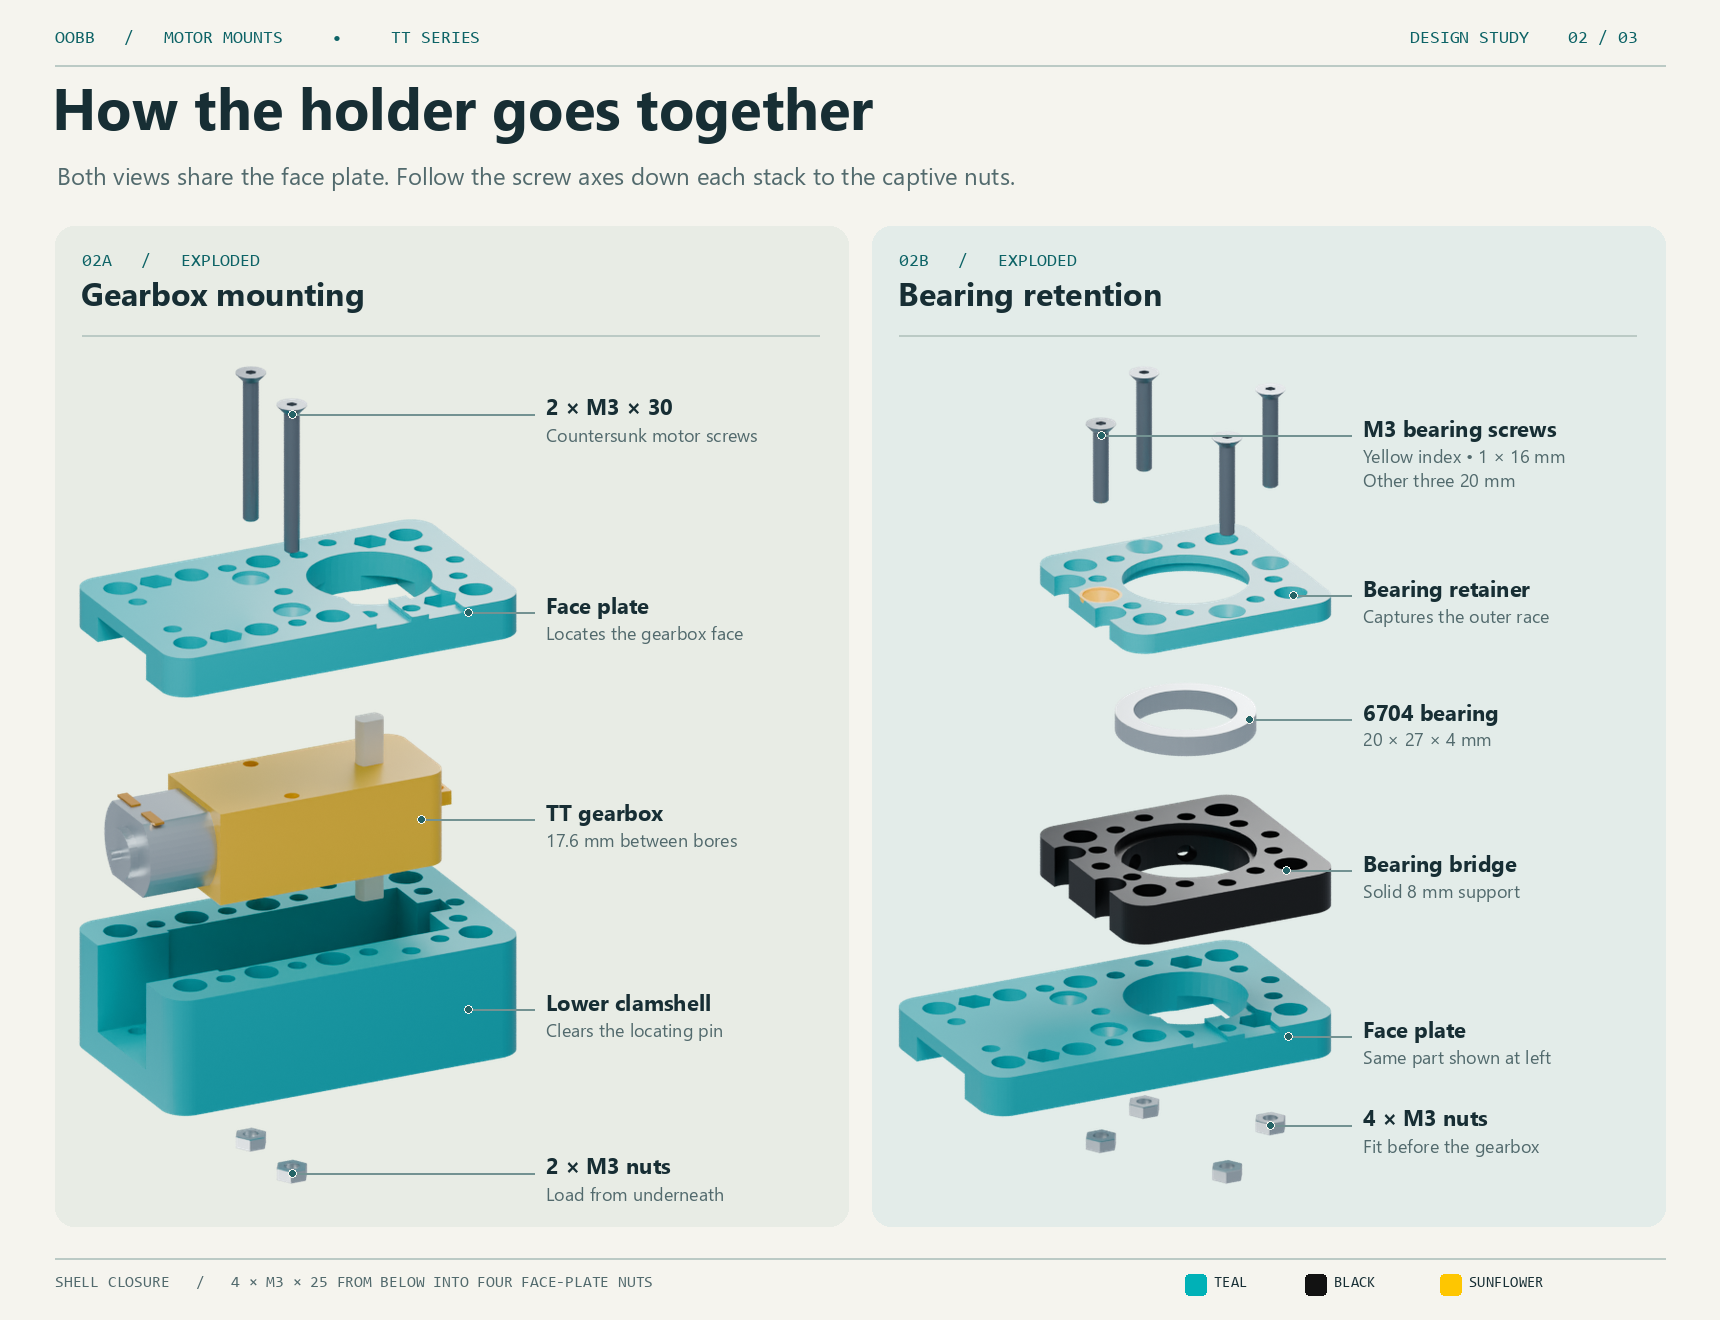 OOBB / MOTOR MOUNTS • TT SERIES
DESIGN STUDY 02 / 03
How the holder goes together
Both views share the face plate. Follow the screw axes down each stack to the captive nuts.
02A / EXPLODED
Gearbox mounting
2 × M3 × 30
Countersunk motor screws
Face plate
Locates the gearbox face
TT gearbox
17.6 mm between bores
Lower clamshell
Clears the locating pin
2 × M3 nuts
Load from underneath
02B / EXPLODED
Bearing retention
M3 bearing screws
Yellow index • 1 × 16 mm
Other three 20 mm
Bearing retainer
Captures the outer race
6704 bearing
20 × 27 × 4 mm
Bearing bridge
Solid 8 mm support
Face plate
Same part shown at left
4 × M3 nuts
Fit before the gearbox
SHELL CLOSURE / 4 × M3 × 25 FROM BELOW INTO FOUR FACE-PLATE NUTS
TEAL
BLACK
SUNFLOWER